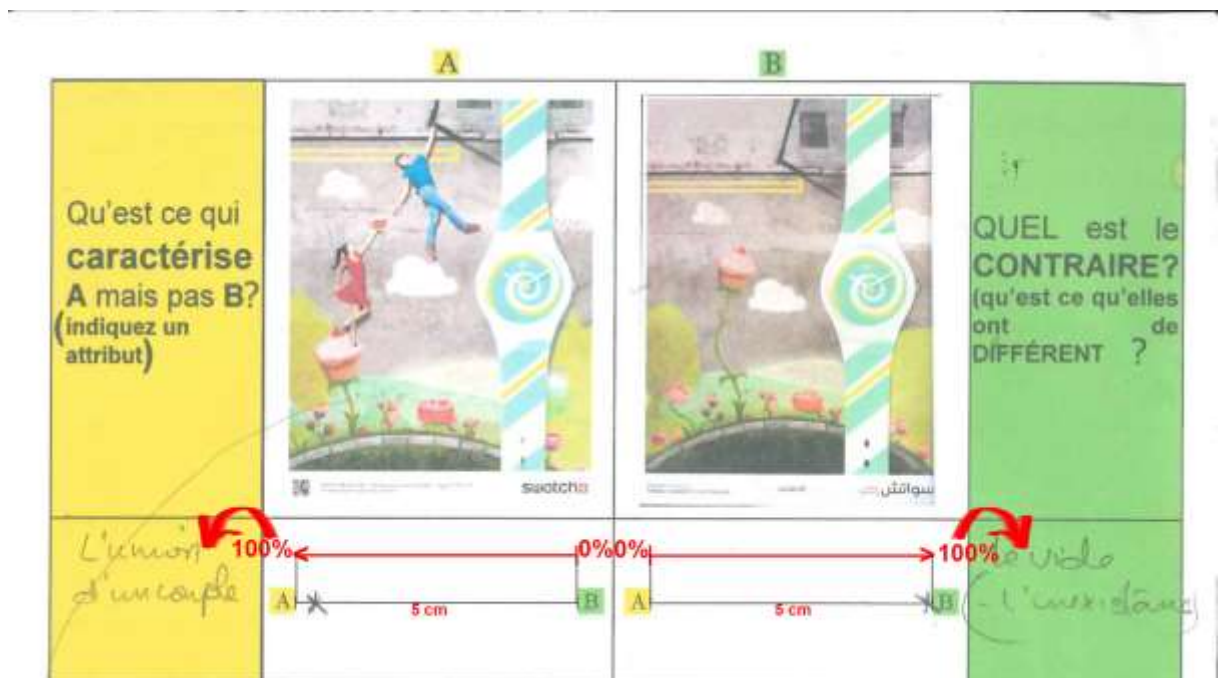 A
B
Qu'est ce qui
caractérise
A mais pas B?
(indiquez un
attribut)
swatch
سواتش
QUEL est le
CONTRAIRE?
(qu'est ce qu'elles
ont de
DIFFÉRENT ?
L'union
d'un couple
100%
0%
0%
100%
A
5 cm
B
A
5 cm
B
Le vide
(- l'inexistance)